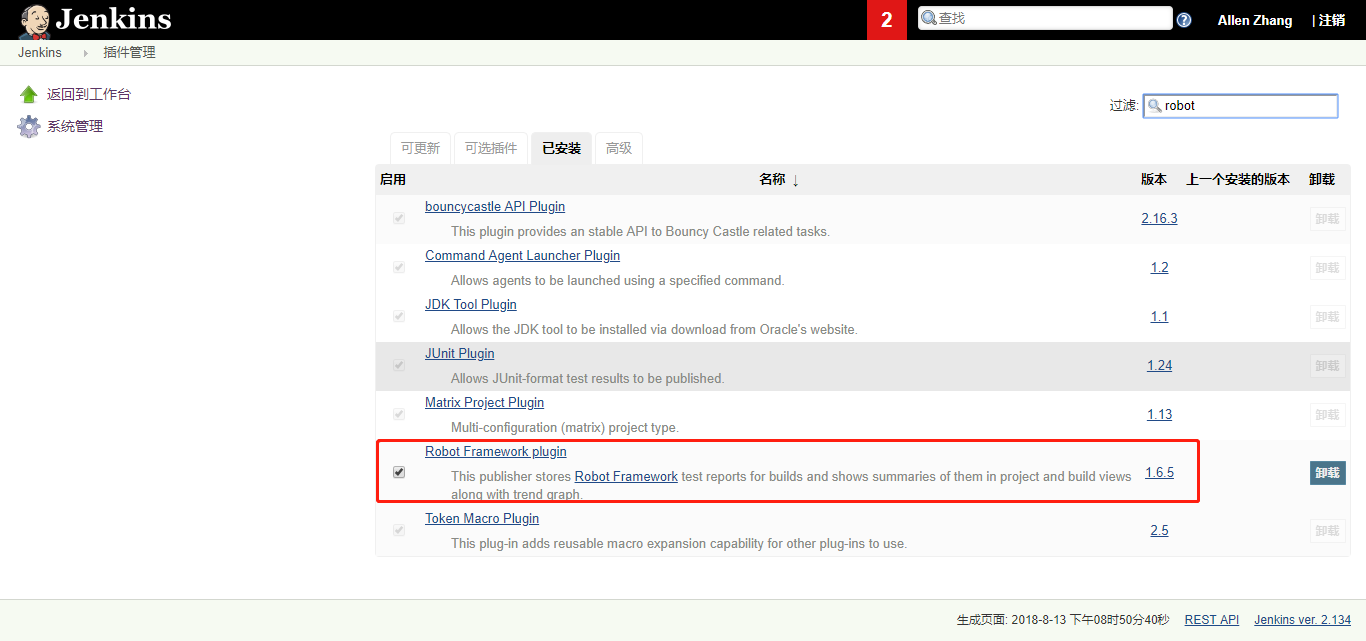 Jenkins
2
查找
?
Allen Zhang
| 注销
Jenkins
插件管理
返回到工作台
系统管理
过滤:
robot
可更新
可选插件
已安装
高级
启用
名称 ↓
版本
上一个安装的版本
卸载
bouncycastle API Plugin
This plugin provides an stable API to Bouncy Castle related tasks.
2.16.3
卸载
Command Agent Launcher Plugin
Allows agents to be launched using a specified command.
1.2
卸载
JDK Tool Plugin
Allows the JDK tool to be installed via download from Oracle's website.
1.1
卸载
JUnit Plugin
Allows JUnit-format test results to be published.
1.24
卸载
Matrix Project Plugin
Multi-configuration (matrix) project type.
1.13
卸载
Robot Framework plugin
This publisher stores Robot Framework test reports for builds and shows summaries of them in project and build views
along with trend graph.
1.6.5
卸载
Token Macro Plugin
This plug-in adds reusable macro expansion capability for other plug-ins to use.
2.5
卸载
生成页面: 2018-8-13 下午08时50分40秒
REST API
Jenkins ver. 2.134